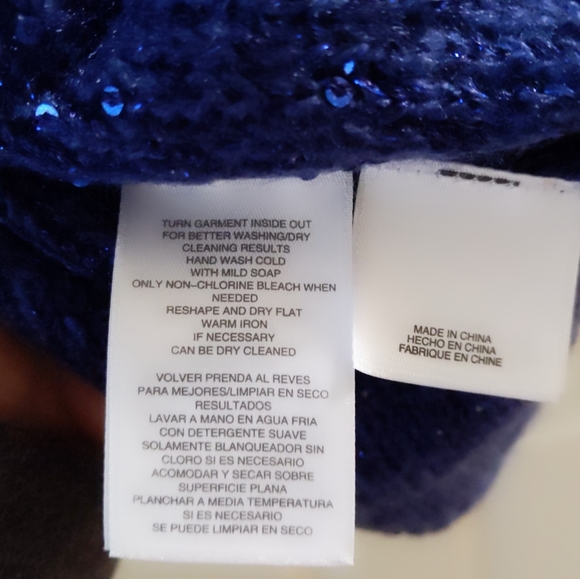 TURN GARMENT INSIDE OUT
FOR BETTER WASHING/DRY
CLEANING RESULTS
HAND WASH COLD
WITH MILD SOAP
ONLY NON-CHLORINE BLEACH WHEN
NEEDED
RESHAPE AND DRY FLAT
WARM IRON
IF NECESSARY
CAN BE DRY CLEANED
VOLVER PRENDA AL REVES
PARA MEJORES/LIMPIAR EN SECO
RESULTADOS
LAVAR A MANO EN AGUA FRIA
CON DETERGENTE SUAVE
SOLAMENTE BLANQUEADOR SIN
CLORO SI ES NECESARIO
ACOMODAR Y SECAR SOBRE
SUPERFICIE PLANA
PLANCHAR A MEDIA TEMPERATURA
SI ES NECESARIO
SE PUEDE LIMPIAR EN SECO
MADE IN CHINA
HECHO EN CHINA
FABRIQUE EN CHINE